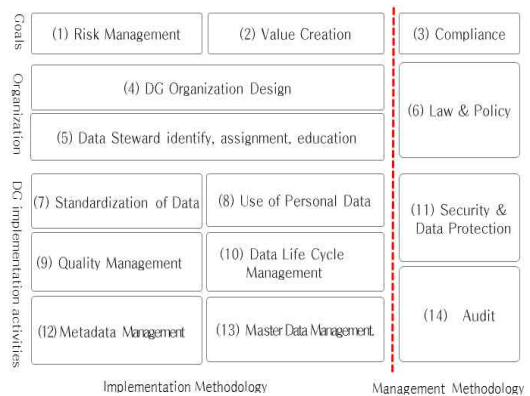 Goals
(1) Risk Management
(2) Value Creation
(3) Compliance
Organization
(4) DG Organization Design
(5) Data Steward identify, assignment, education
(6) Law & Policy
DG implementation activities
(7) Standardization of Data
(8) Use of Personal Data
(9) Quality Management
(10) Data Life Cycle
Management
(11) Security &
Data Protection
(12) Metadata Management
(13) Master Data Management.
(14) Audit
Implementation Methodology
Management Methodology